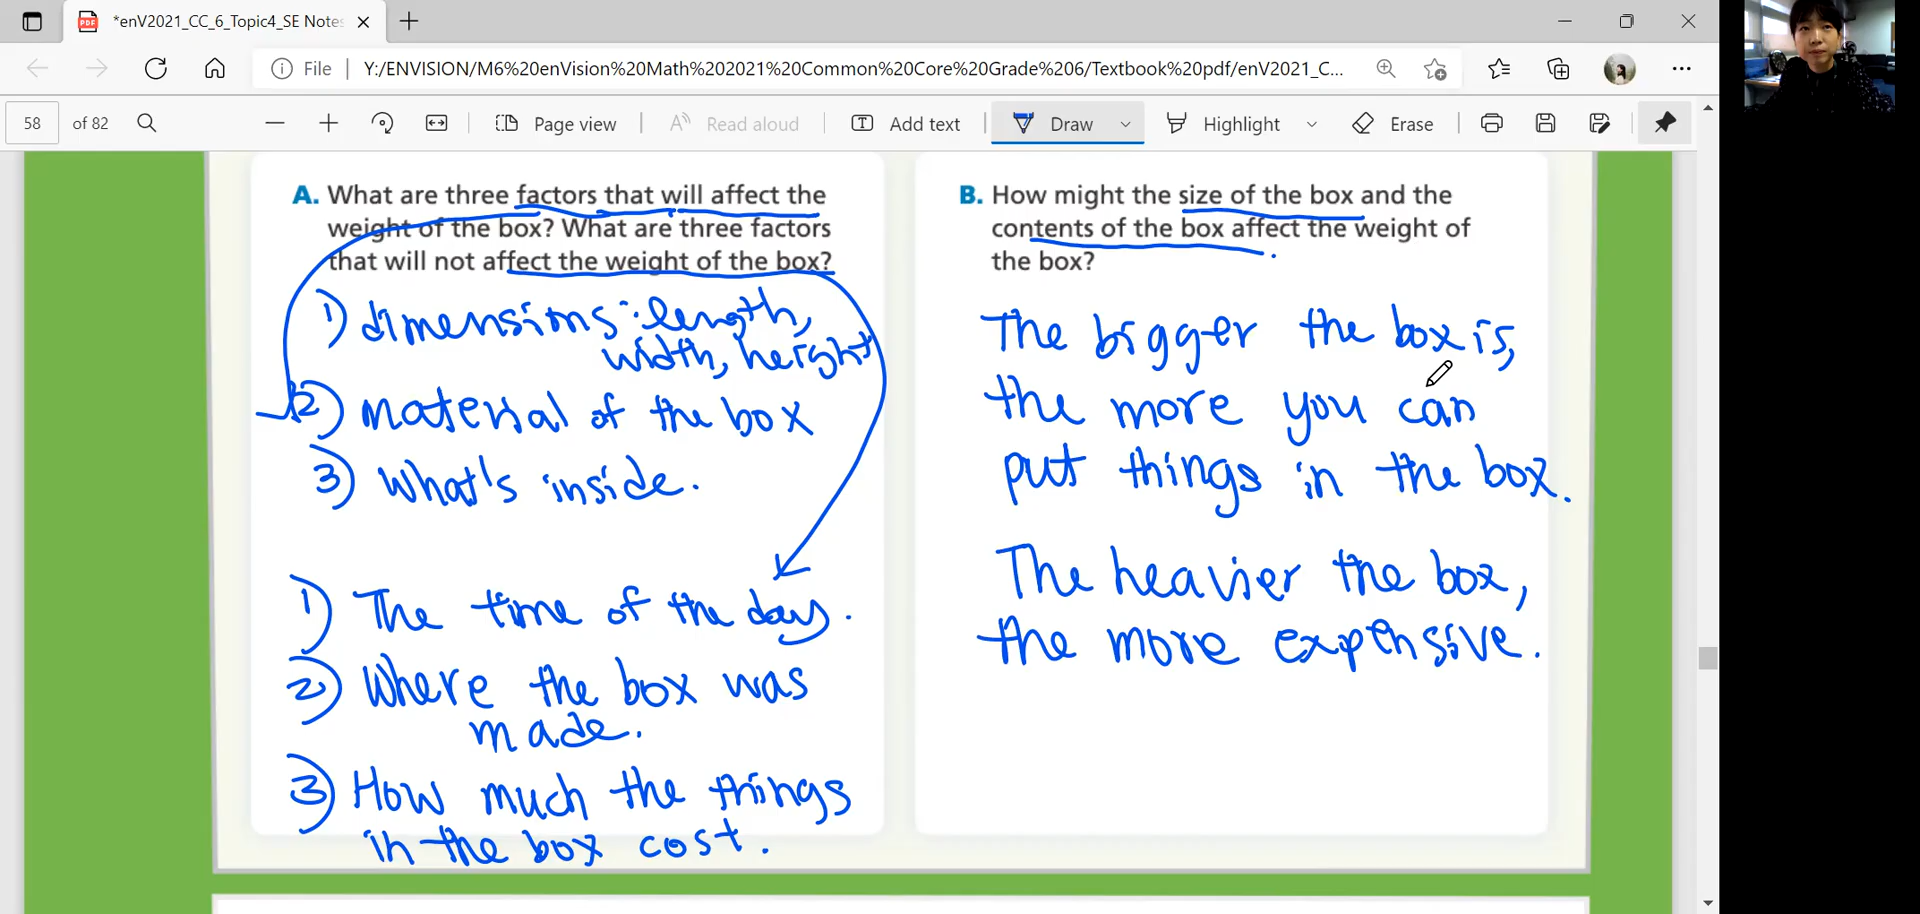 *enV2021_CC_6_Topic4_SE Notes
File
Y:/ENVISION/M6%20enVision%20Math%202021%20Common%20Core%20Grade%206/Textbook%20pdf/enV2021_C...
58 of 82
Page view
Read aloud
Add text
Draw
Highlight
Erase
A. What are three factors that will affect the
weight of the box? What are three factors
that will not affect the weight of the box?
1) dimensions: length,
width, height
2) material of the box
3) What's inside.
1) The time of the day.
2) Where the box was
made.
3) How much the things
in the box cost.
B. How might the size of the box and the
contents of the box affect the weight of
the box?
The bigger the box is,
the more you can
put things in the box.
The heavier the box,
the more expensive.